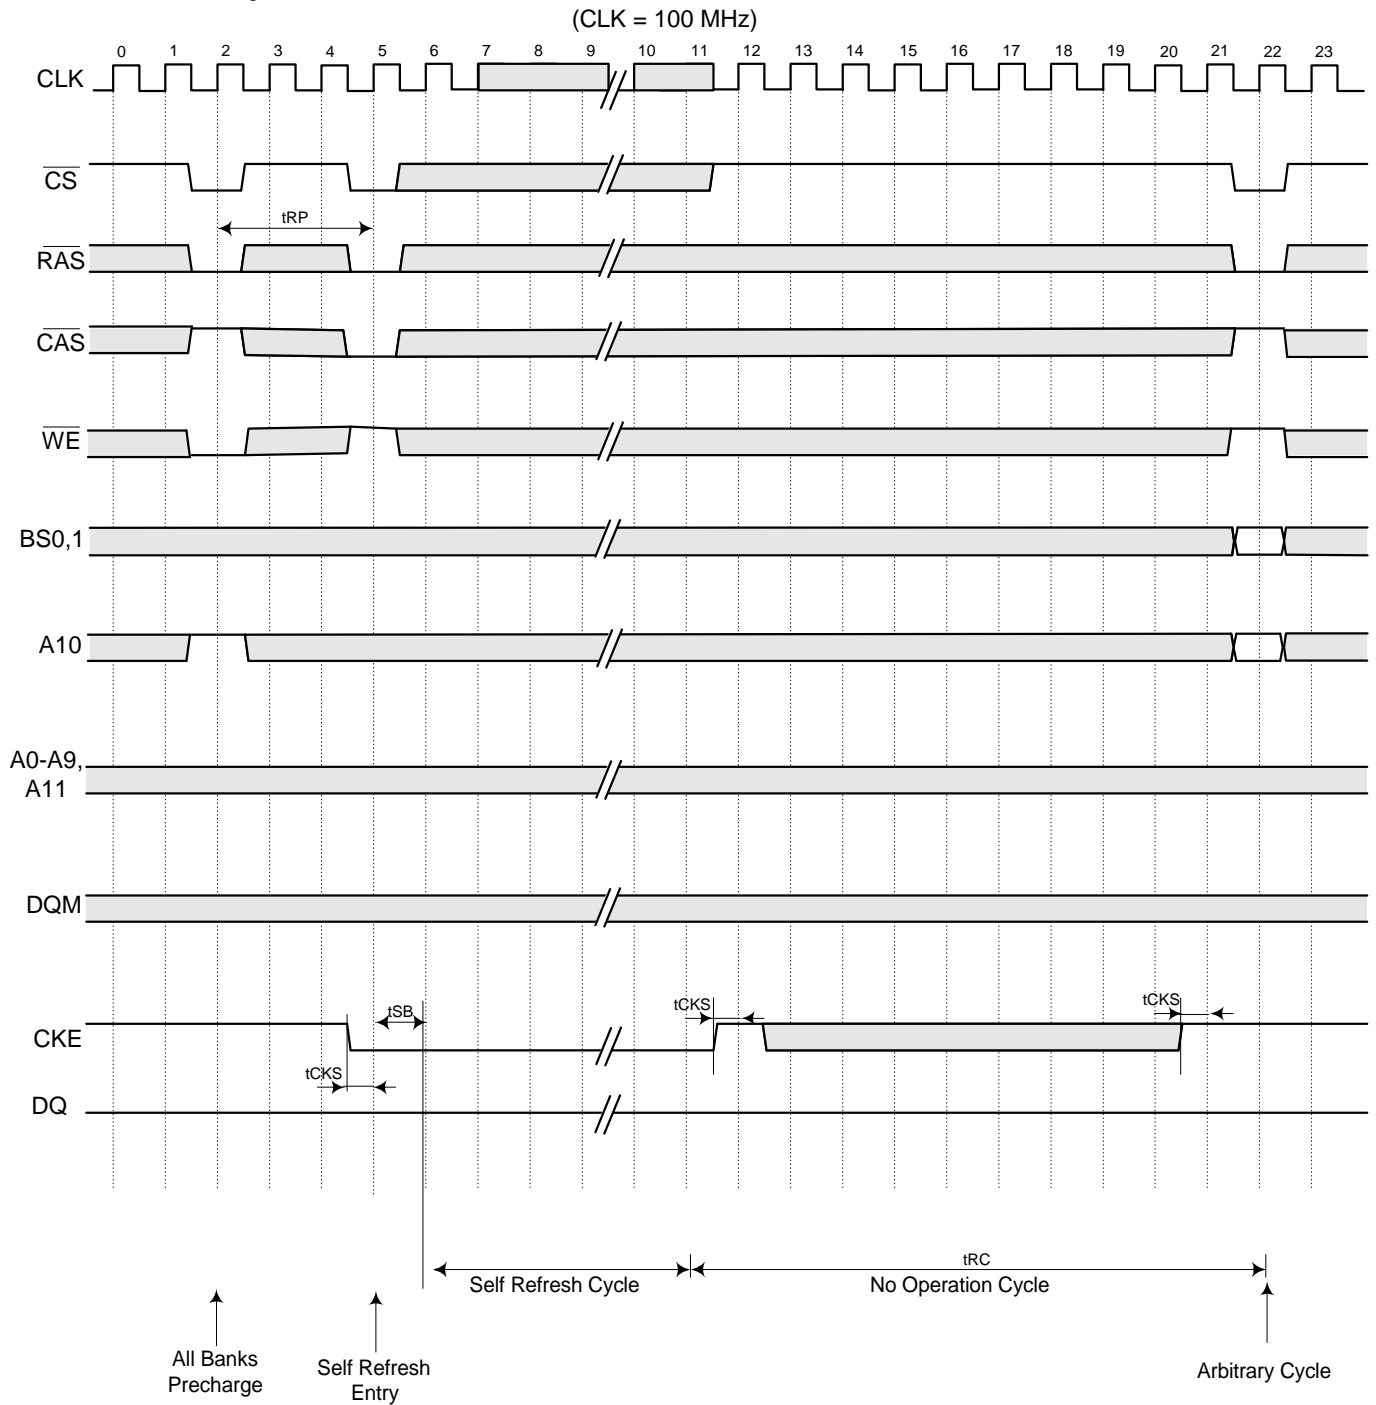 (CLK = 100 MHz)
0 1 2 3 4 5 6 7 8 9 10 11 12 13 14 15 16 17 18 19 20 21 22 23
CLK
CS
tRP
RAS
CAS
WE
BS0,1
A10
A0-A9,
A11
DQM
tSB
tCKS
tCKS
CKE
tCKS
DQ
tRC
Self Refresh Cycle
No Operation Cycle
All Banks
Precharge
Self Refresh
Entry
Arbitrary Cycle